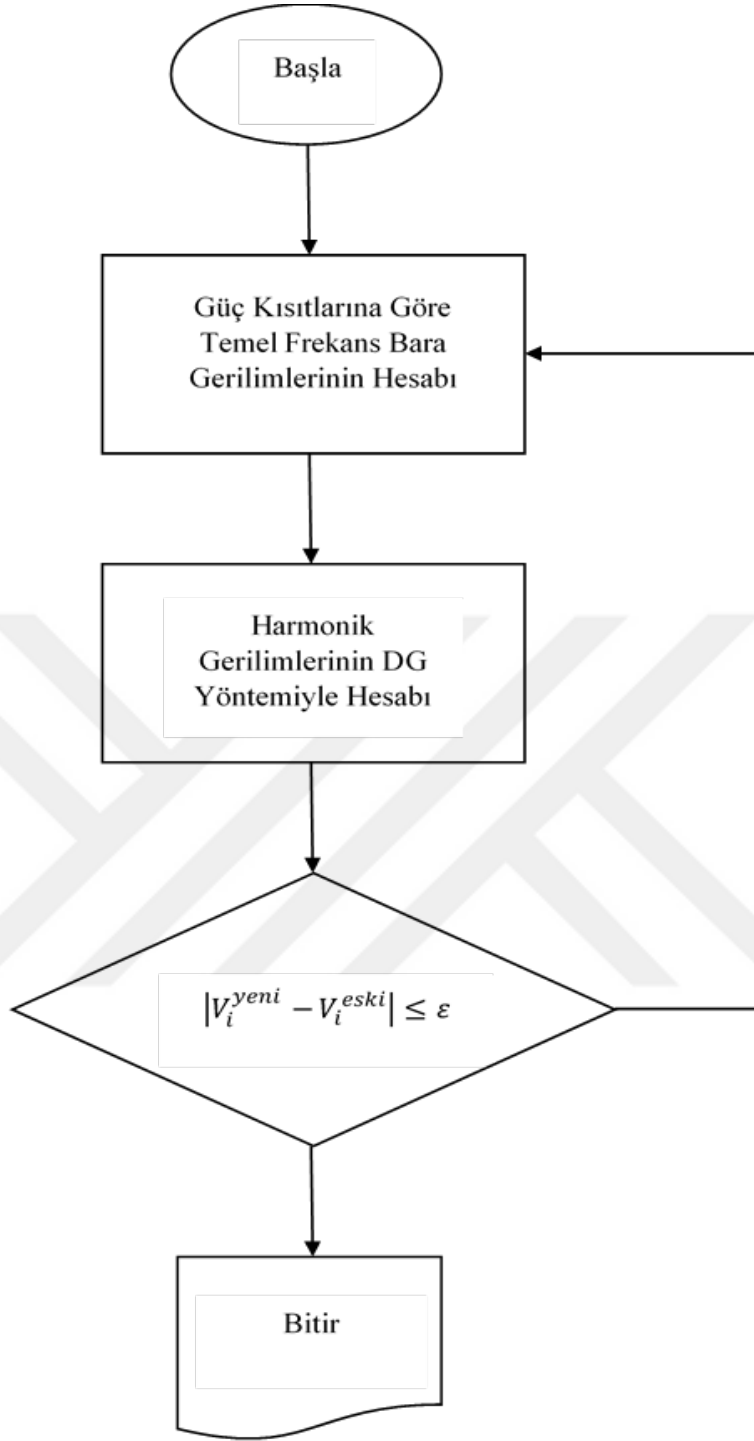 Başla
Güç Kısıtlarına Göre
Temel Frekans Bara
Gerilimlerinin Hesabı
Harmonik
Gerilimlerinin DG
Yöntemiyle Hesabı
|V_i^{yeni} − V_i^{eski}| ≤ ε
Bitir